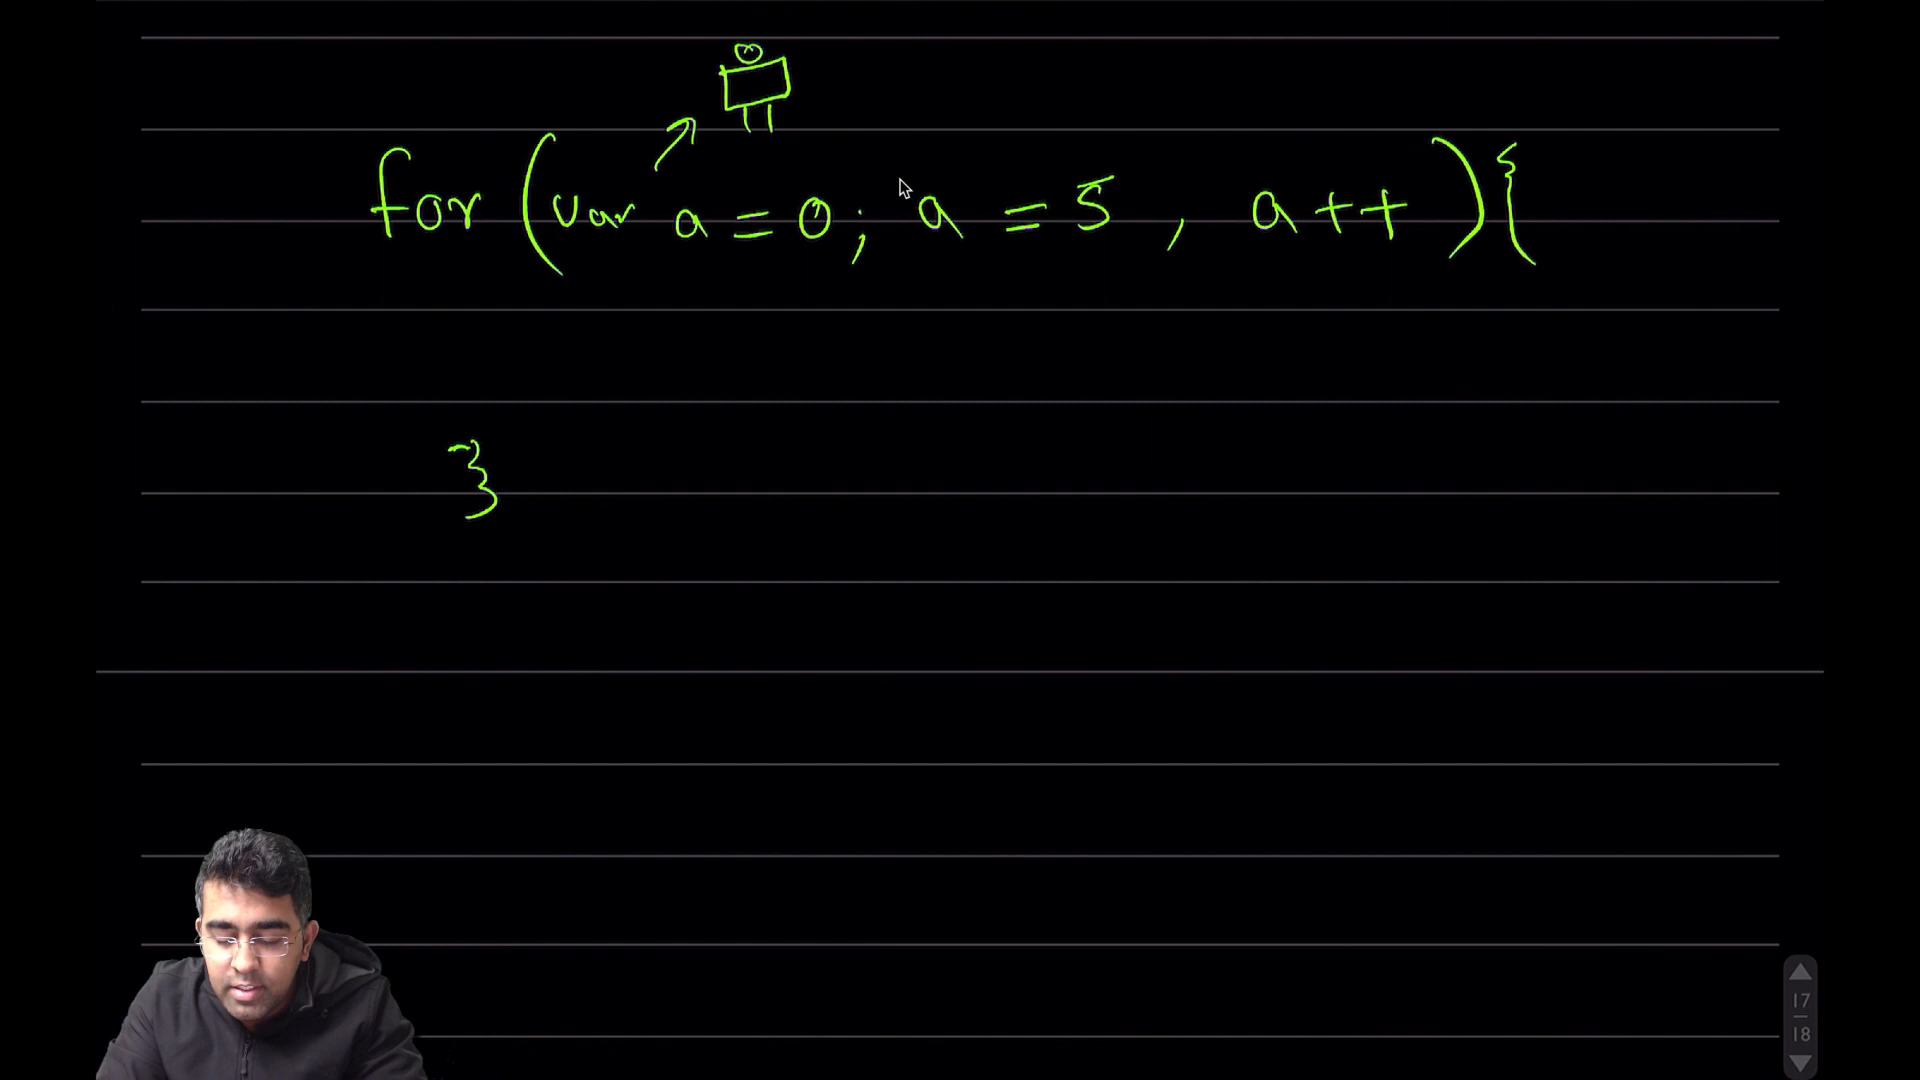 for (var a = 0; a = 5, a++){
}
17
18